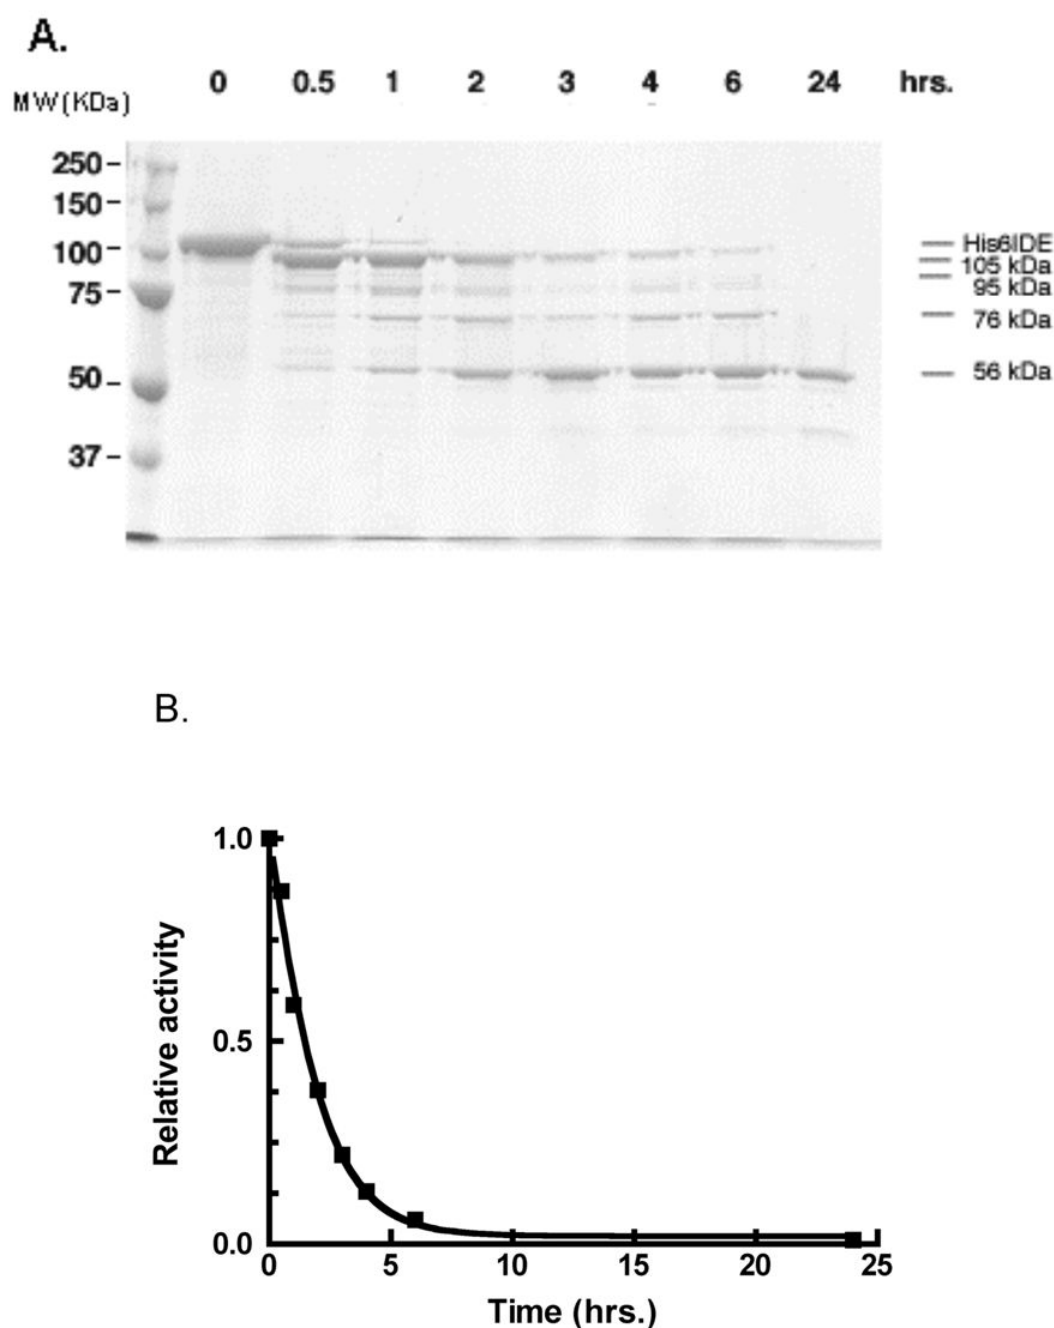 A.
0 0.5 1 2 3 4 6 24 hrs.
MW(KDa)
250
150
100
75
50
37
His6IDE
105 kDa
95 kDa
76 kDa
56 kDa
B.
1.0
0.5
0.0
Relative activity
0 5 10 15 20 25
Time (hrs.)